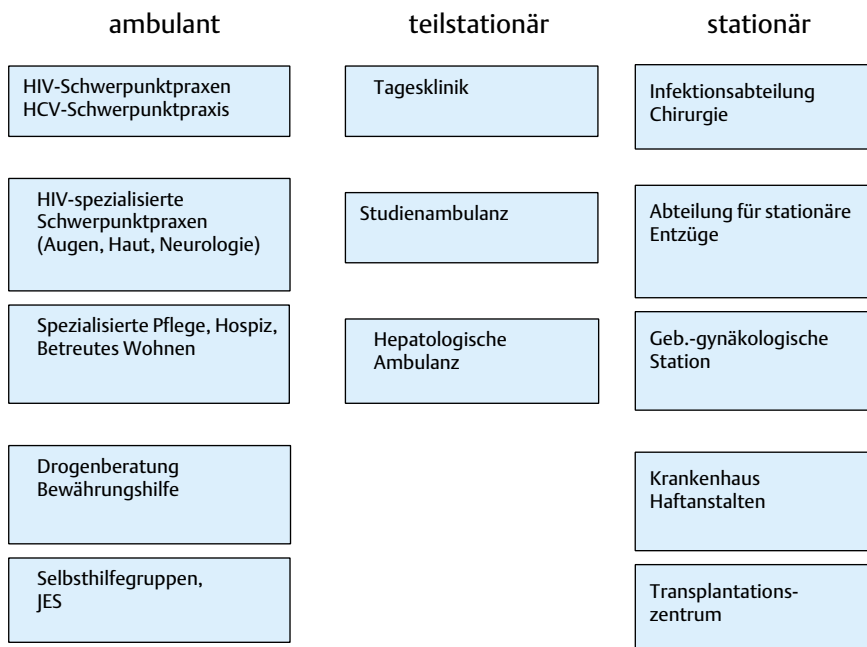 ambulant
teilstationär
stationär
HIV-Schwerpunktpraxen
HCV-Schwerpunktpraxis
Tagesklinik
Infektionsabteilung
Chirurgie
HIV-spezialisierte
Schwerpunktpraxen
(Augen, Haut, Neurologie)
Studienambulanz
Abteilung für stationäre
Entzüge
Spezialisierte Pflege, Hospiz,
Betreutes Wohnen
Hepatologische
Ambulanz
Geb.-gynäkologische
Station
Drogenberatung
Bewährungshilfe
Krankenhaus
Haftanstalten
Selbsthilfegruppen,
JES
Transplantations-
zentrum